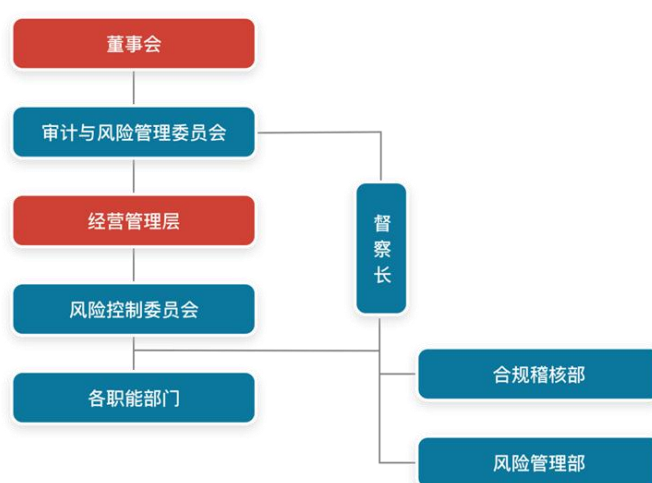 董事会
审计与风险管理委员会
经营管理层
督察长
风险控制委员会
合规稽核部
各职能部门
风险管理部